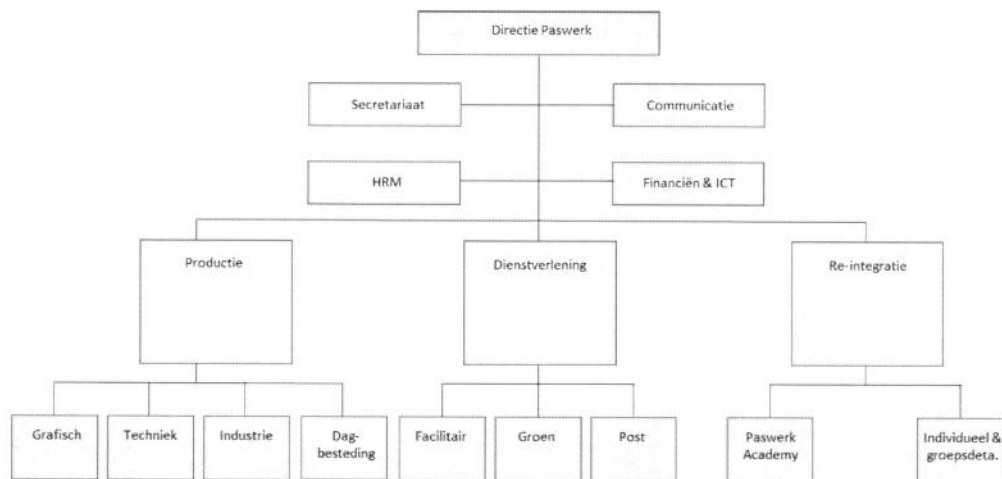 Directie Paswerk
Secretariaat
Communicatie
HRM
Financiën & ICT
Productie
Dienstverlening
Re-integratie
Grafisch
Techniek
Industrie
Dag-
besteding
Facilitair
Groen
Post
Paswerk
Academy
Individueel &
groepsdeta.